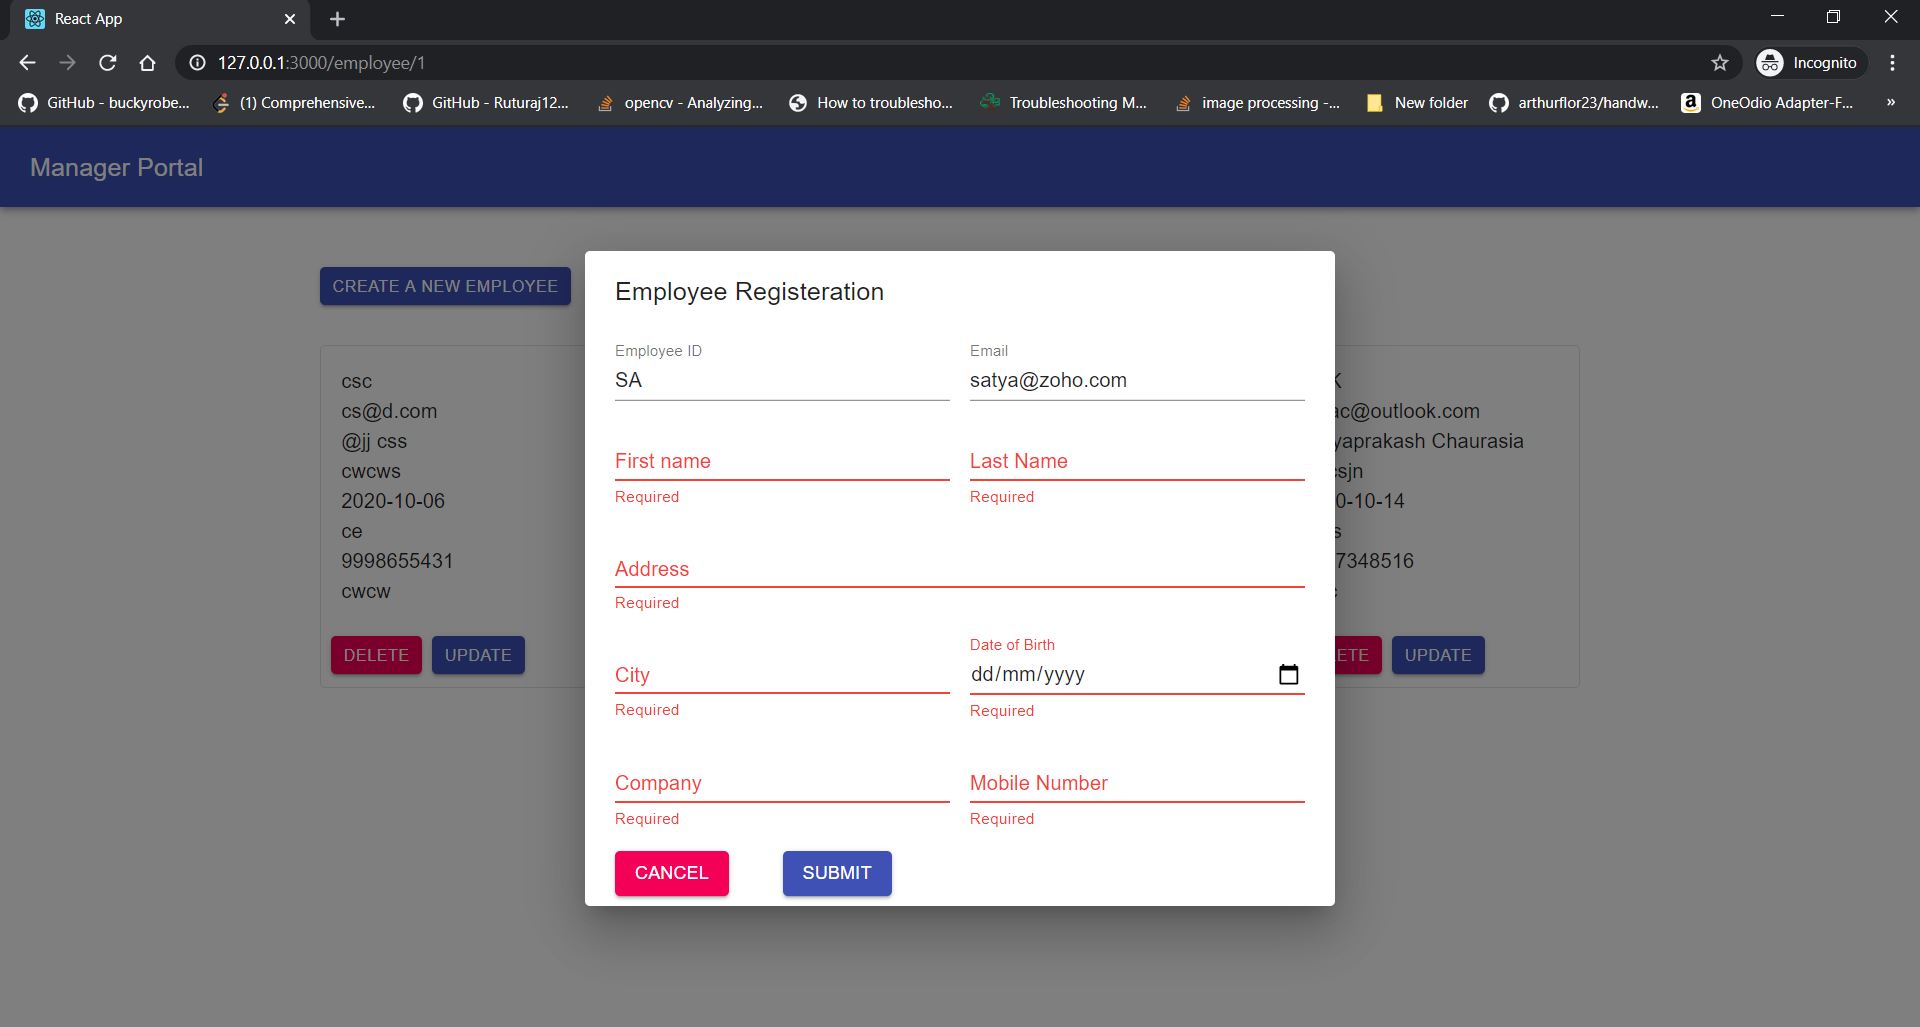 React App
127.0.0.1:3000/employee/1
Incognito
GitHub - buckyrobe... (1) Comprehensive... GitHub - Ruturaj12... opencv - Analyzing... How to troublesho... Troubleshooting M... image processing -... New folder arthurflor23/handw... OneOdio Adapter-F... »
Manager Portal
CREATE A NEW EMPLOYEE
csc
cs@d.com
@jj css
cwcws
2020-10-06
ce
9998655431
cwcw
DELETE UPDATE
Employee Registeration
Employee ID Email
SA satya@zoho.com
First name Last Name
Required Required
Address
Required
Date of Birth
City dd/mm/yyyy
Required Required
Company Mobile Number
Required Required
CANCEL SUBMIT
ac@outlook.com
yaprakash Chaurasia
sjn
0-10-14
s
7348516
ETE UPDATE